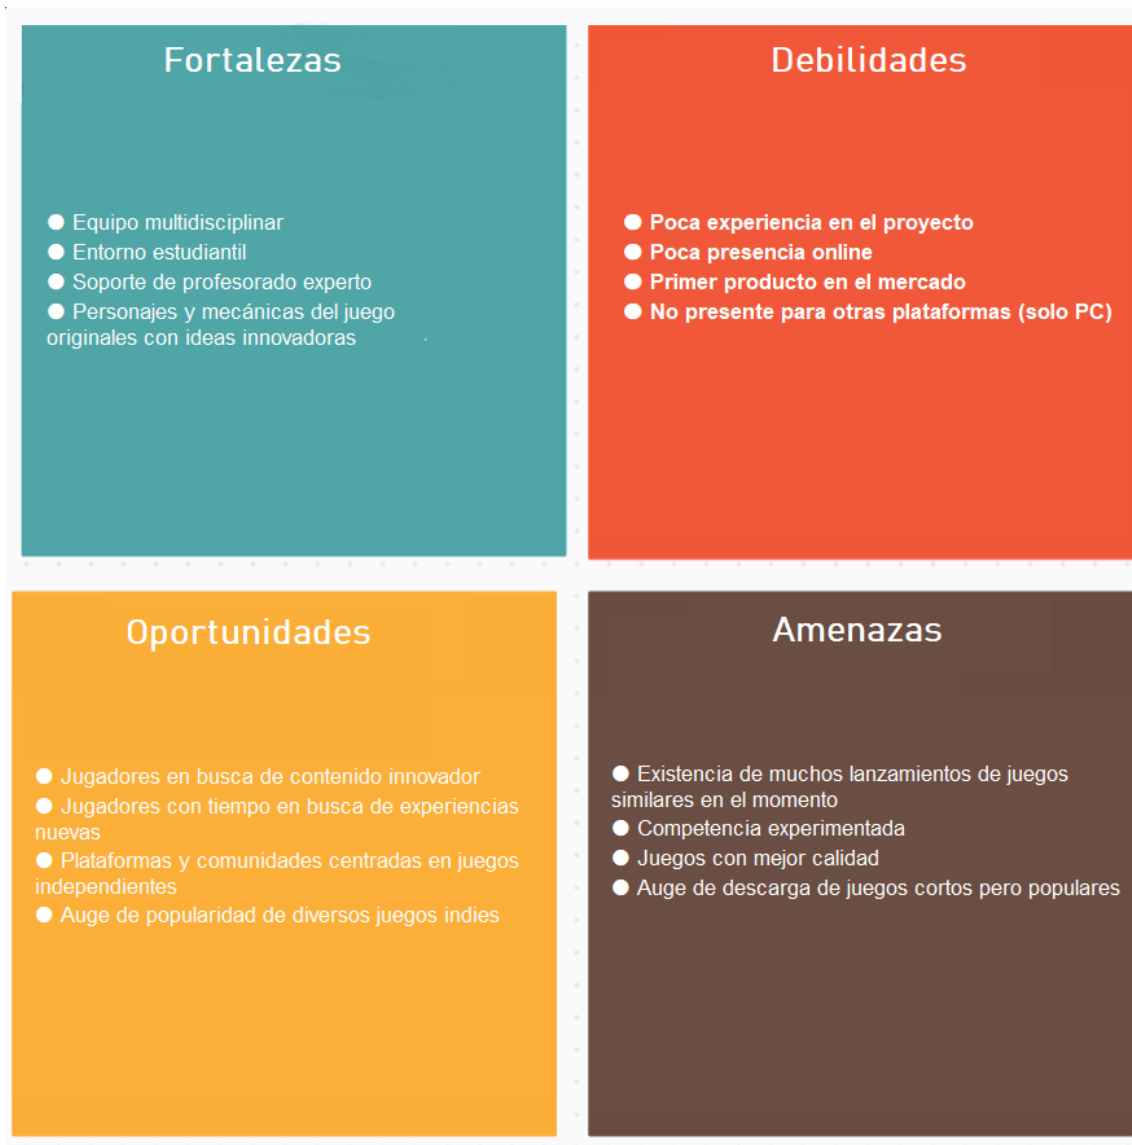 Fortalezas
● Equipo multidisciplinar
● Entorno estudiantil
● Soporte de profesorado experto
● Personajes y mecánicas del juego
originales con ideas innovadoras
Debilidades
● Poca experiencia en el proyecto
● Poca presencia online
● Primer producto en el mercado
● No presente para otras plataformas (solo PC)
Oportunidades
● Jugadores en busca de contenido innovador
● Jugadores con tiempo en busca de experiencias
nuevas
● Plataformas y comunidades centradas en juegos
independientes
● Auge de popularidad de diversos juegos indies
Amenazas
● Existencia de muchos lanzamientos de juegos
similares en el momento
● Competencia experimentada
● Juegos con mejor calidad
● Auge de descarga de juegos cortos pero populares